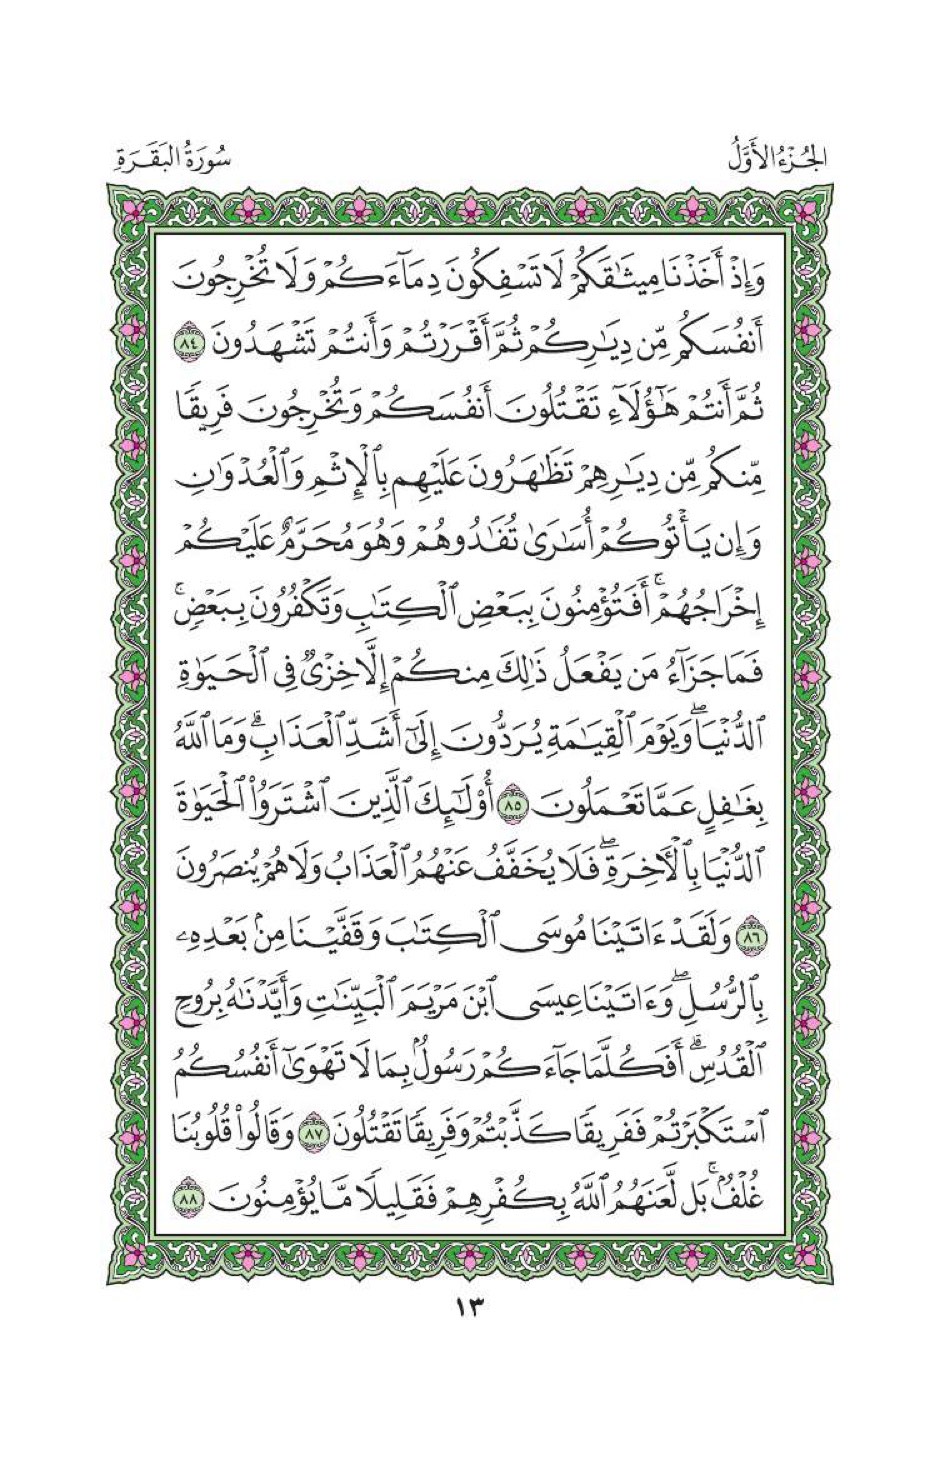 الجُزْءُ الأَوَّلُ
سُورَةُ البَقَرَةِ
وَإِذْ أَخَذْنَا مِيثَٰقَكُمْ لَا تَسْفِكُونَ دِمَآءَكُمْ وَلَا تُخْرِجُونَ
أَنفُسَكُم مِّن دِيَٰرِكُمْ ثُمَّ أَقْرَرْتُمْ وَأَنتُمْ تَشْهَدُونَ ٨٤
ثُمَّ أَنتُمْ هَٰٓؤُلَآءِ تَقْتُلُونَ أَنفُسَكُمْ وَتُخْرِجُونَ فَرِيقًا
مِّنكُم مِّن دِيَٰرِهِمْ تَظَٰهَرُونَ عَلَيْهِم بِٱلْإِثْمِ وَٱلْعُدْوَٰنِ
وَإِن يَأْتُوكُمْ أُسَٰرَىٰ تُفَٰدُوهُمْ وَهُوَ مُحَرَّمٌ عَلَيْكُمْ
إِخْرَاجُهُمْ ۚ أَفَتُؤْمِنُونَ بِبَعْضِ ٱلْكِتَٰبِ وَتَكْفُرُونَ بِبَعْضٍ ۚ
فَمَا جَزَآءُ مَن يَفْعَلُ ذَٰلِكَ مِنكُمْ إِلَّا خِزْىٌ فِى ٱلْحَيَوٰةِ
ٱلدُّنْيَا ۖ وَيَوْمَ ٱلْقِيَٰمَةِ يُرَدُّونَ إِلَىٰٓ أَشَدِّ ٱلْعَذَابِ ۗ وَمَا ٱللَّهُ
بِغَٰفِلٍ عَمَّا تَعْمَلُونَ ٨٥ أُو۟لَٰٓئِكَ ٱلَّذِينَ ٱشْتَرَوُا۟ ٱلْحَيَوٰةَ
ٱلدُّنْيَا بِٱلْءَاخِرَةِ ۖ فَلَا يُخَفَّفُ عَنْهُمُ ٱلْعَذَابُ وَلَا هُمْ يُنصَرُونَ
٨٦ وَلَقَدْ ءَاتَيْنَا مُوسَى ٱلْكِتَٰبَ وَقَفَّيْنَا مِنۢ بَعْدِهِۦ
بِٱلرُّسُلِ ۖ وَءَاتَيْنَا عِيسَى ٱبْنَ مَرْيَمَ ٱلْبَيِّنَٰتِ وَأَيَّدْنَٰهُ بِرُوحِ
ٱلْقُدُسِ ۗ أَفَكُلَّمَا جَآءَكُمْ رَسُولٌۢ بِمَا لَا تَهْوَىٰٓ أَنفُسُكُمُ
ٱسْتَكْبَرْتُمْ فَفَرِيقًا كَذَّبْتُمْ وَفَرِيقًا تَقْتُلُونَ ٨٧ وَقَالُوا۟ قُلُوبُنَا
غُلْفٌۢ ۚ بَل لَّعَنَهُمُ ٱللَّهُ بِكُفْرِهِمْ فَقَلِيلًا مَّا يُؤْمِنُونَ ٨٨
١٣